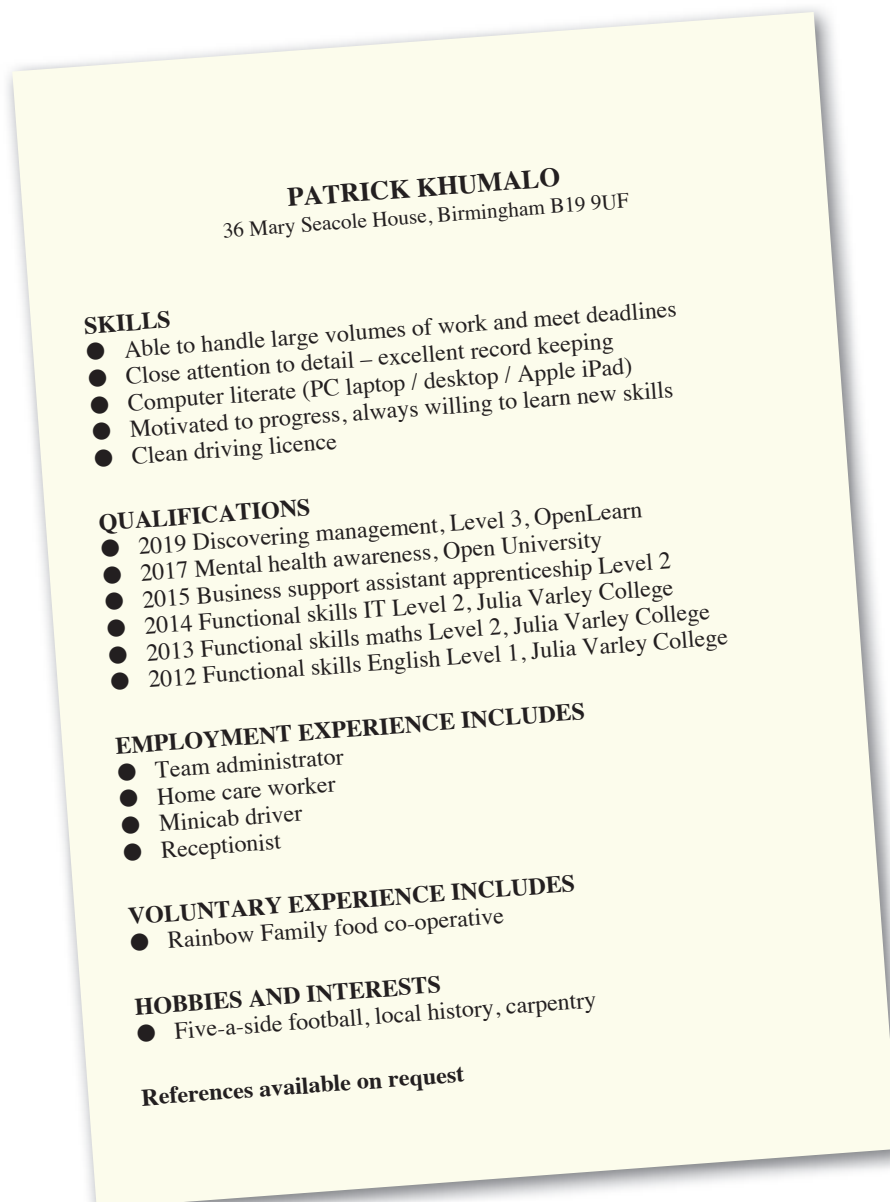 PATRICK KHUMALO
36 Mary Seacole House, Birmingham B19 9UF
SKILLS
● Able to handle large volumes of work and meet deadlines
● Close attention to detail – excellent record keeping
● Computer literate (PC laptop / desktop / Apple iPad)
● Motivated to progress, always willing to learn new skills
● Clean driving licence
QUALIFICATIONS
● 2019 Discovering management, Level 3, OpenLearn
● 2017 Mental health awareness, Open University
● 2015 Business support assistant apprenticeship Level 2
● 2014 Functional skills IT Level 2, Julia Varley College
● 2013 Functional skills maths Level 2, Julia Varley College
● 2012 Functional skills English Level 1, Julia Varley College
EMPLOYMENT EXPERIENCE INCLUDES
● Team administrator
● Home care worker
● Minicab driver
● Receptionist
VOLUNTARY EXPERIENCE INCLUDES
● Rainbow Family food co-operative
HOBBIES AND INTERESTS
● Five-a-side football, local history, carpentry
References available on request